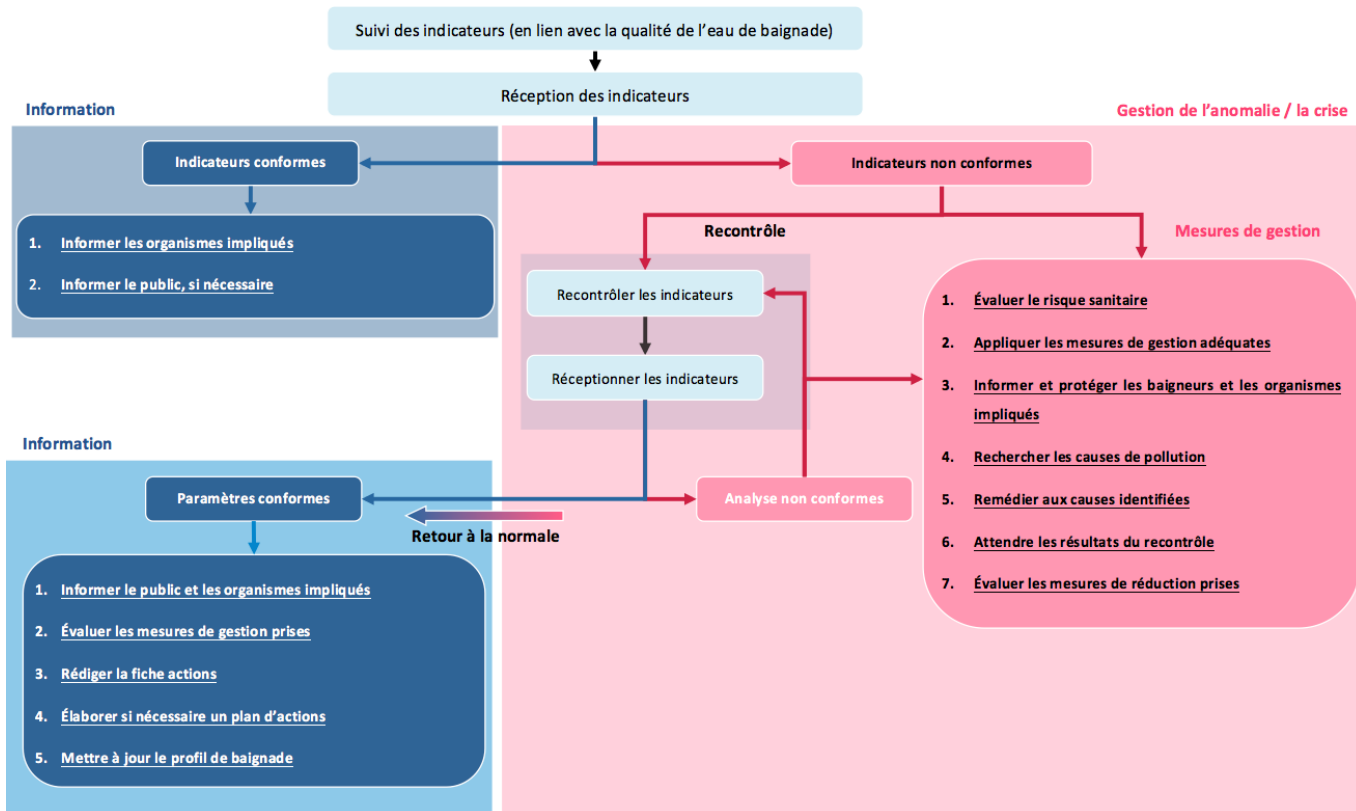 Suivi des indicateurs (en lien avec la qualité de l'eau de baignade)
Réception des indicateurs
Information
Gestion de l'anomalie / la crise
Indicateurs conformes
Indicateurs non conformes
1. Informer les organismes impliqués
2. Informer le public, si nécessaire
Recontrôle
Mesures de gestion
Recontrôler les indicateurs
Réceptionner les indicateurs
1. Évaluer le risque sanitaire
2. Appliquer les mesures de gestion adéquates
3. Informer et protéger les baigneurs et les organismes
impliqués
4. Rechercher les causes de pollution
5. Remédier aux causes identifiées
6. Attendre les résultats du recontrôle
7. Évaluer les mesures de réduction prises
Information
Paramètres conformes
Analyse non conformes
Retour à la normale
1. Informer le public et les organismes impliqués
2. Évaluer les mesures de gestion prises
3. Rédiger la fiche actions
4. Élaborer si nécessaire un plan d'actions
5. Mettre à jour le profil de baignade